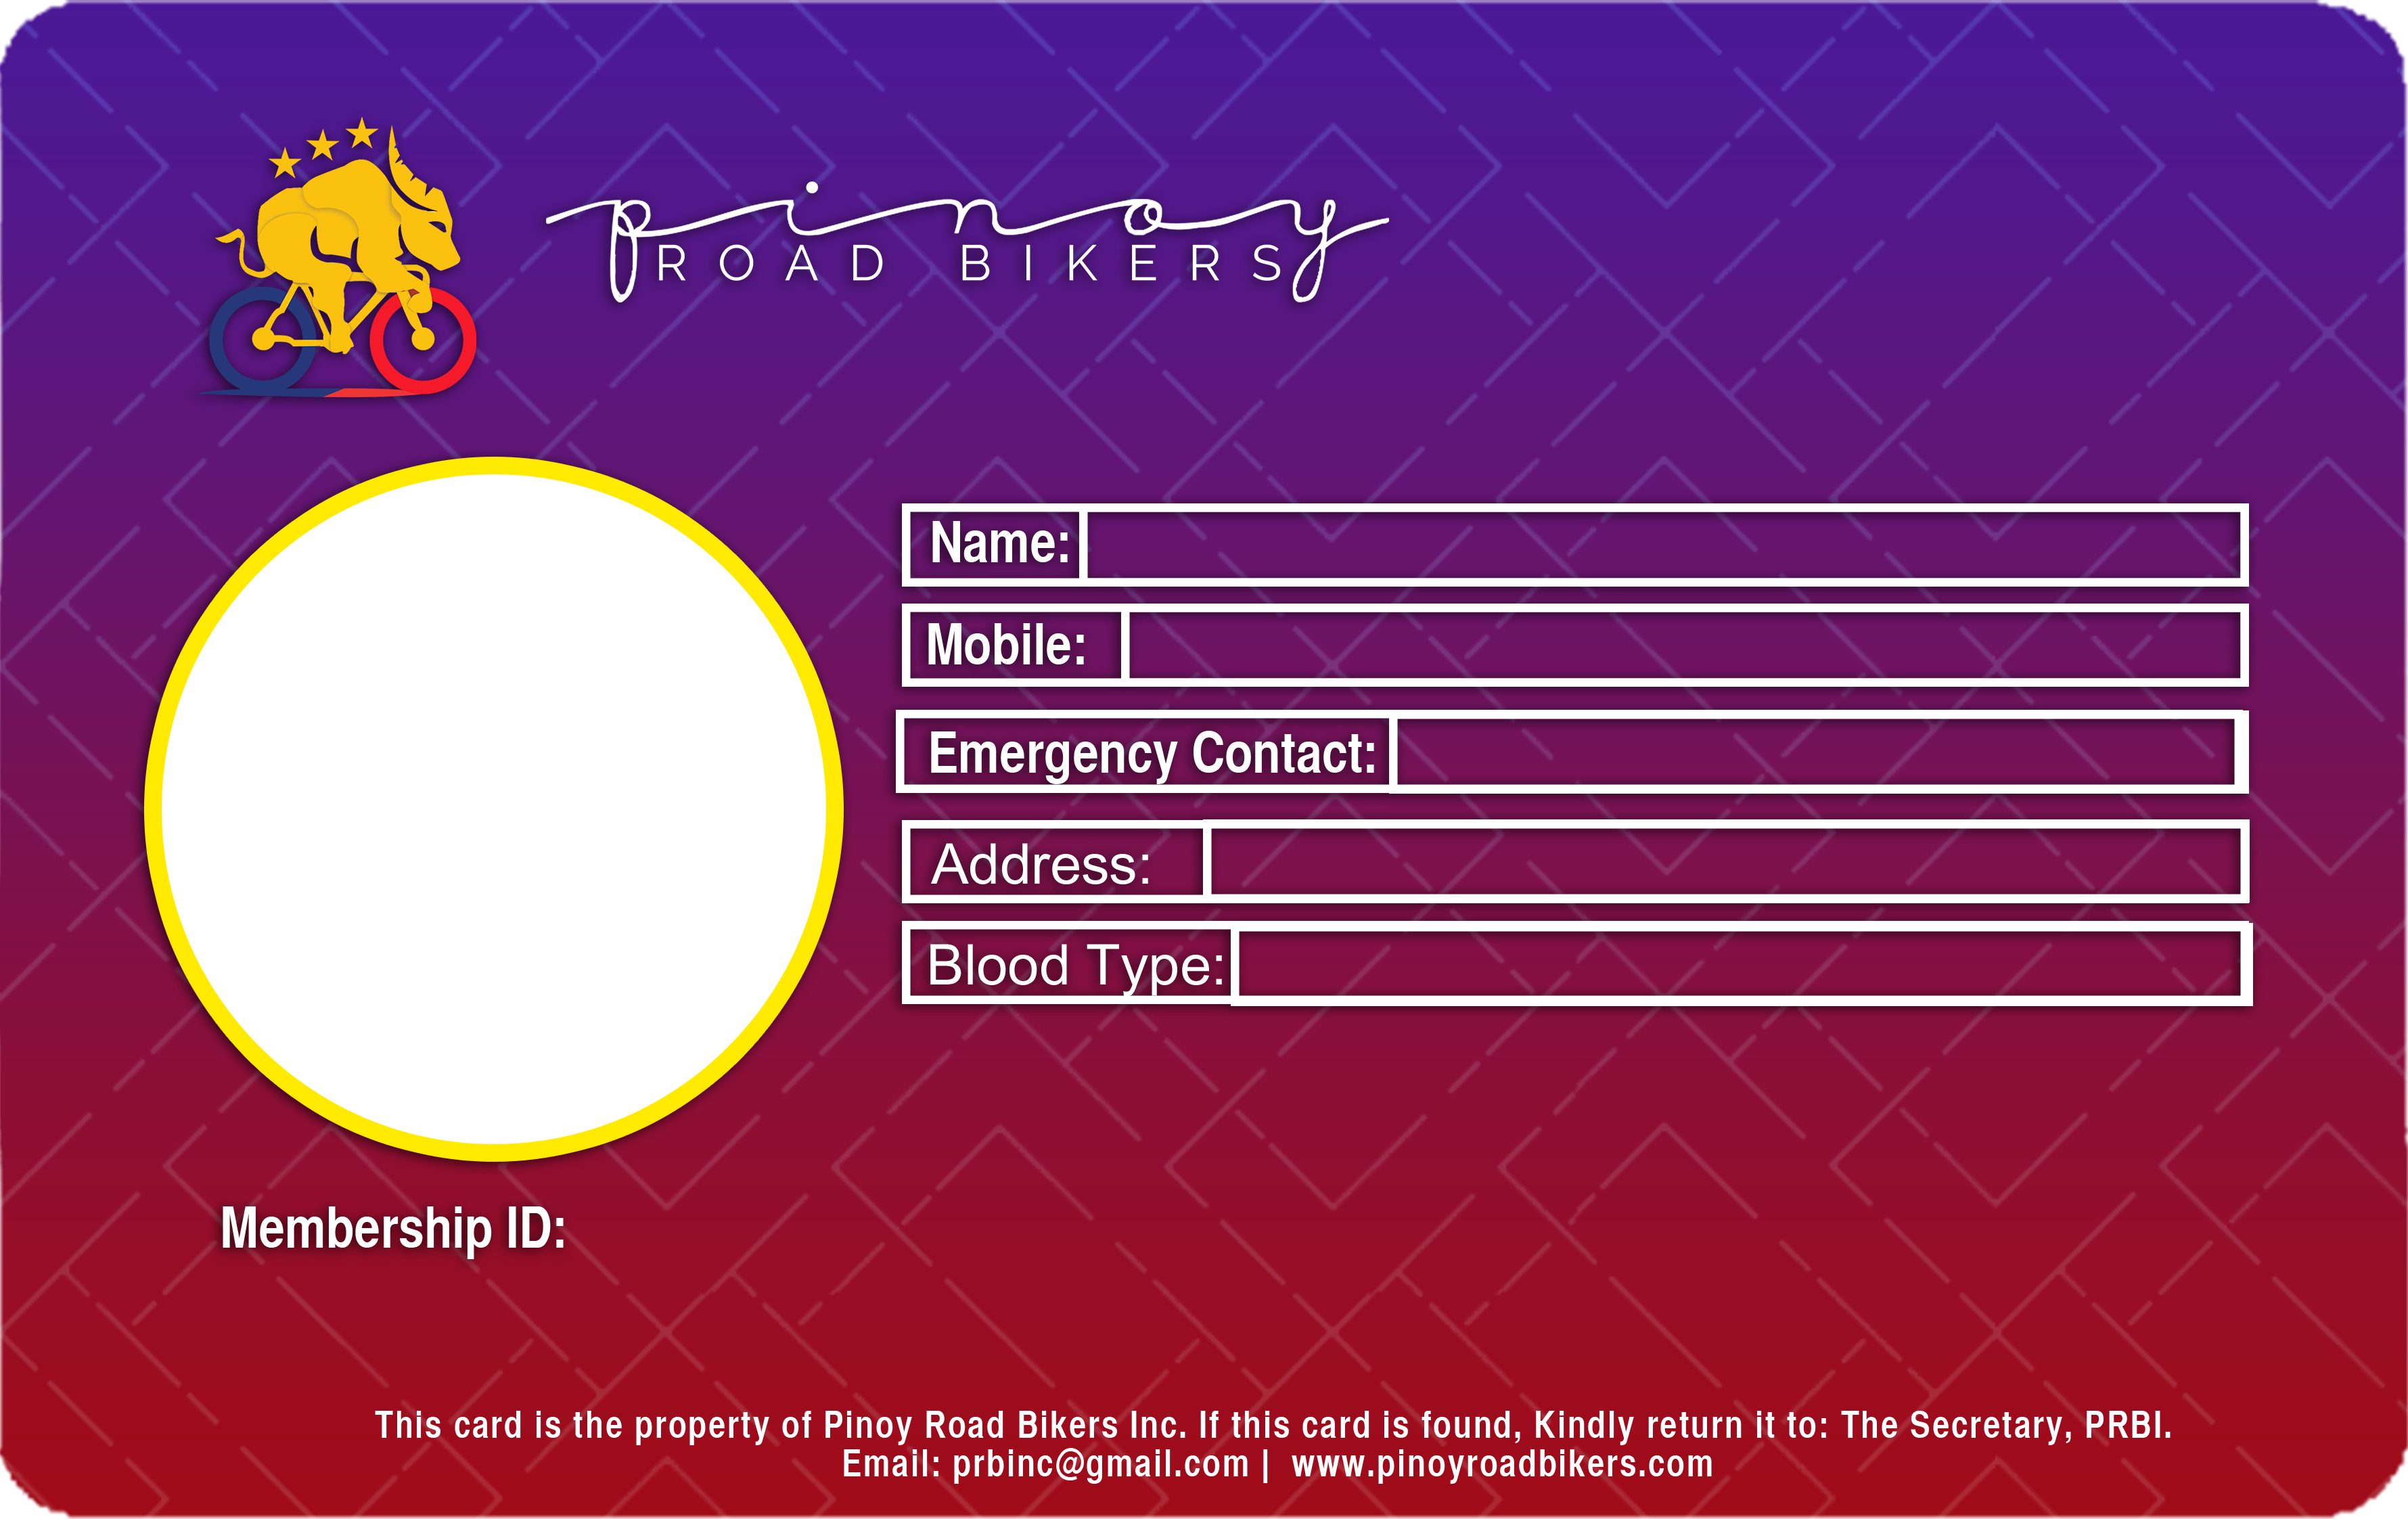 pinoy
ROAD BIKERS
Name:
Mobile:
Emergency Contact:
Address:
Blood Type:
Membership ID:
This card is the property of Pinoy Road Bikers Inc. If this card is found, Kindly return it to: The Secretary, PRBI.
Email: prbinc@gmail.com | www.pinoyroadbikers.com